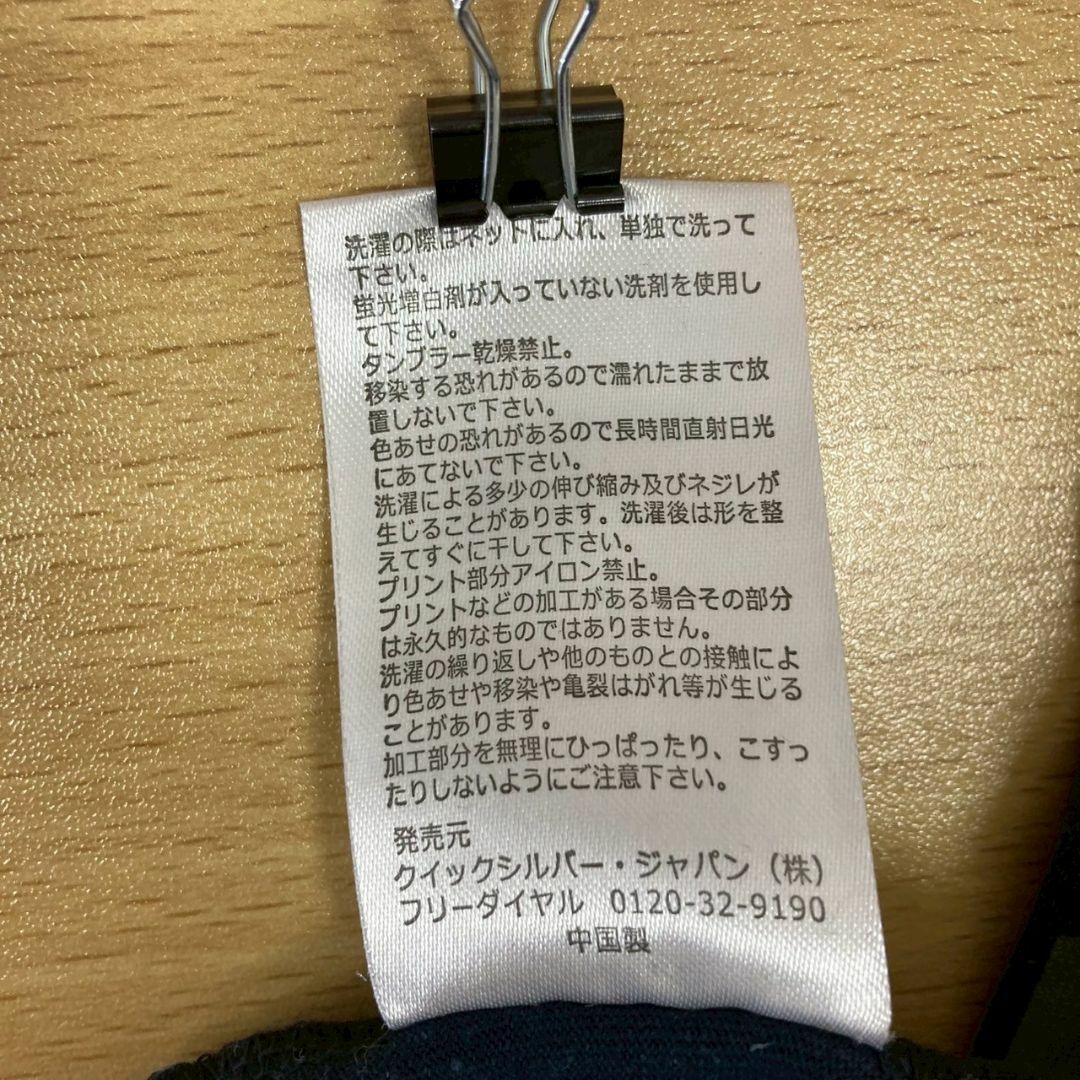 洗濯の際はネットに入れ、単独で洗って
下さい。
蛍光増白剤が入っていない洗剤を使用し
て下さい。
タンブラー乾燥禁止。
移染する恐れがあるので濡れたままで放
置しないで下さい。
色あせの恐れがあるので長時間直射日光
にあてないで下さい。
洗濯による多少の伸び縮み及びネジレが
生じることがあります。洗濯後は形を整
えてすぐに干して下さい。
プリント部分アイロン禁止。
プリントなどの加工がある場合その部分
は永久的なものではありません。
洗濯の繰り返しや他のものとの接触によ
り色あせや移染や亀裂はがれ等が生じる
ことがあります。
加工部分を無理にひっぱったり、こすっ
たりしないようにご注意下さい。
発売元
クイックシルバー・ジャパン（株）
フリーダイヤル 0120-32-9190
中国製